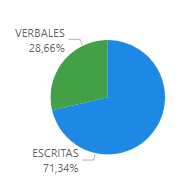 VERBALES
28,66%
ESCRITAS
71,34%